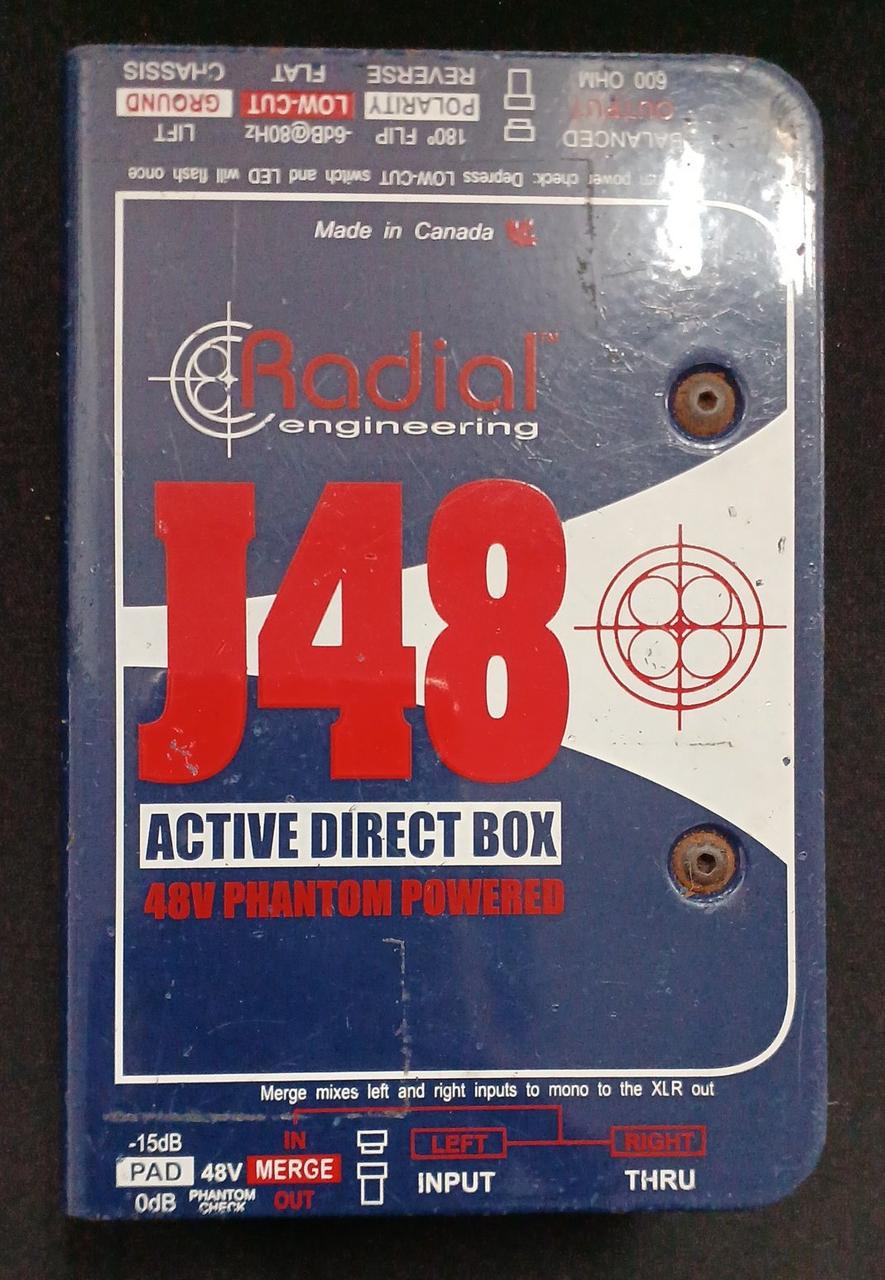 power check: Depress LOW-CUT switch and LED will flash once
BALANCED 180° FLIP -6dB@80Hz LIFT
OUTPUT POLARITY LOW-CUT GROUND
600 OHM REVERSE FLAT CHASSIS
Made in Canada
Radial™
engineering
J48
ACTIVE DIRECT BOX
48V PHANTOM POWERED
Merge mixes left and right inputs to mono to the XLR out
-15dB IN LEFT RIGHT
PAD 48V MERGE INPUT THRU
0dB PHANTOM CHECK OUT